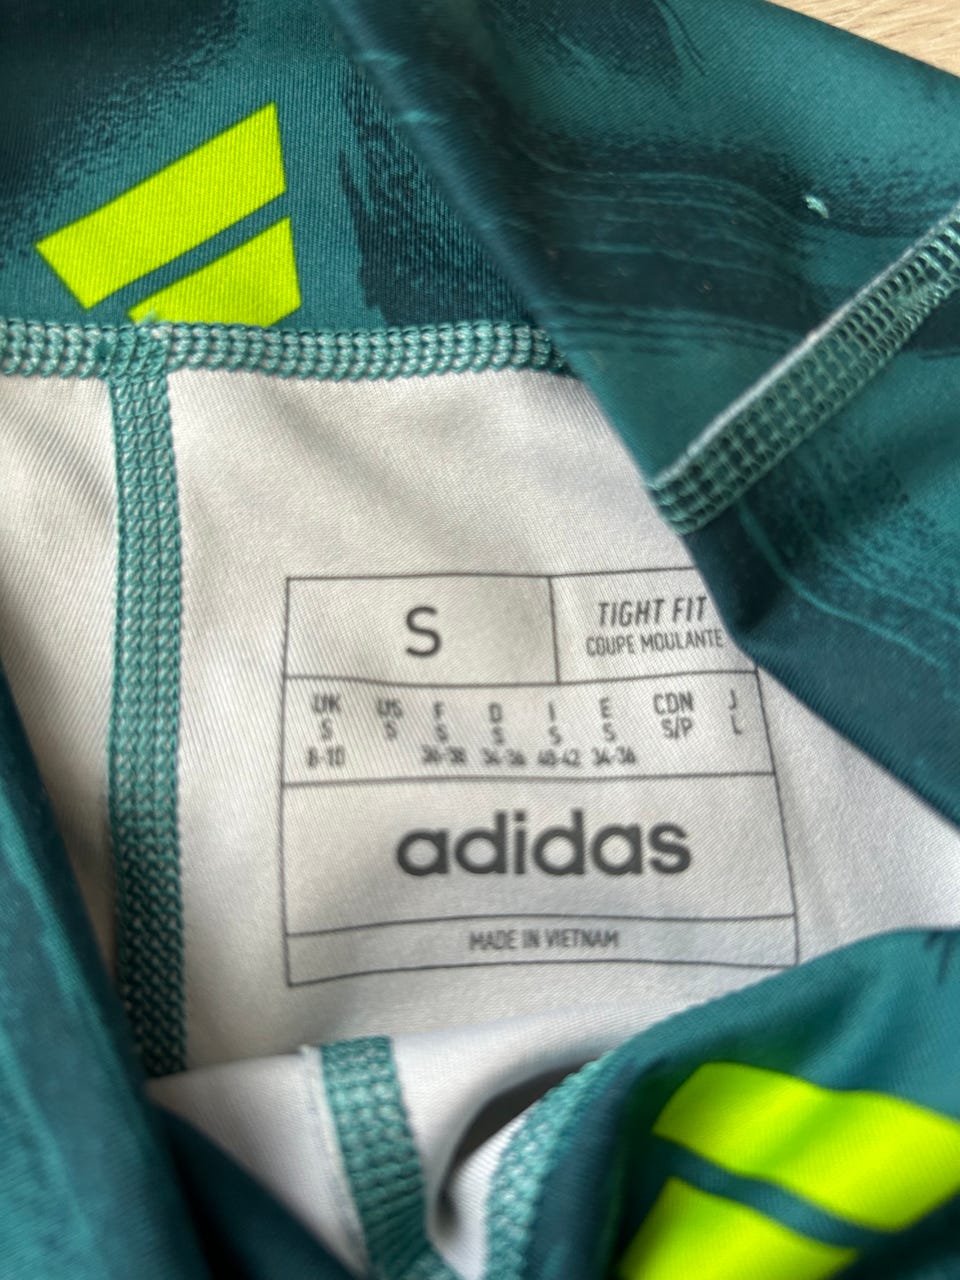 S
TIGHT FIT
COUPE MOULANTE
UK US F D I E CDN J
S S S S S S S/P L
8-10 36-38 34-36 40-42 34-36
adidas
MADE IN VIETNAM